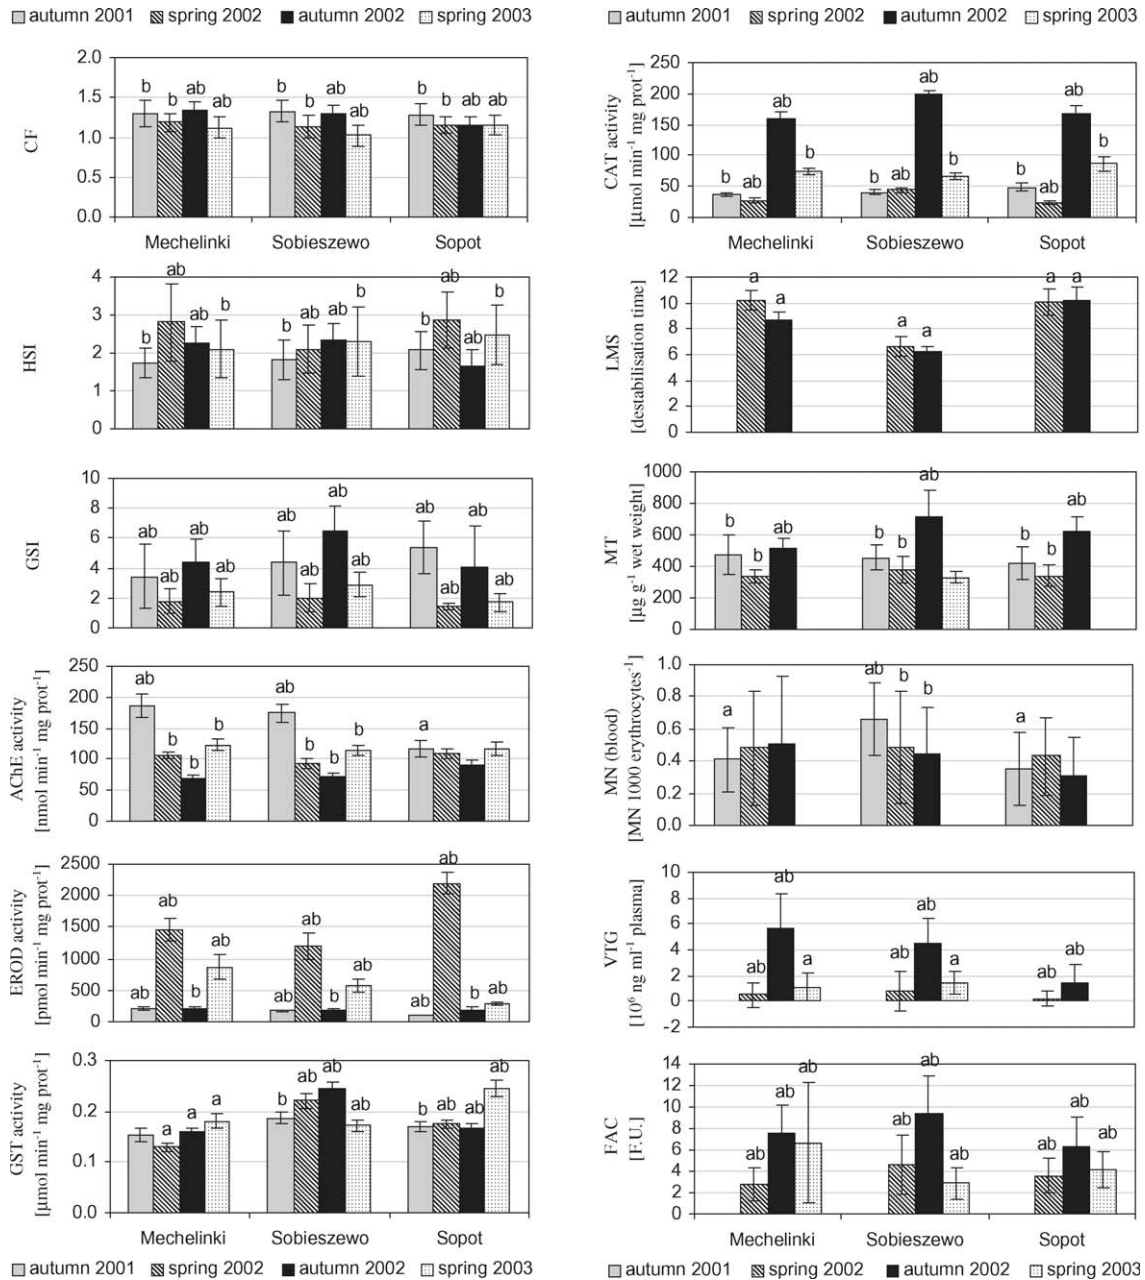 autumn 2001 spring 2002 autumn 2002 spring 2003
CF
2.0
1.5
1.0
0.5
0.0
b b ab ab
b b ab ab
b b ab ab
Mechelinki Sobieszewo Sopot
HSI
4
3
2
1
0
b ab ab b
b ab ab b
b ab ab b
GSI
10
8
6
4
2
0
ab ab ab ab
ab ab ab ab
ab ab ab ab
AChE activity
[nmol min⁻¹ mg prot⁻¹]
250
200
150
100
50
0
ab b b b
ab b b b
a
EROD activity
[pmol min⁻¹ mg prot⁻¹]
2500
2000
1500
1000
500
0
ab ab b ab
ab ab b ab
ab ab b ab
GST activity
[µmol min⁻¹ mg prot⁻¹]
0.3
0.2
0.1
0.0
a a a
b ab ab ab
b ab ab ab
Mechelinki Sobieszewo Sopot
autumn 2001 spring 2002 autumn 2002 spring 2003
autumn 2001 spring 2002 autumn 2002 spring 2003
CAT activity
[µmol min⁻¹ mg prot⁻¹]
250
200
150
100
50
0
b ab ab b
b ab ab b
b ab ab b
Mechelinki Sobieszewo Sopot
LMS
[destabilisation time]
12
10
8
6
4
2
0
a a
a a
a a
MT
[µg g⁻¹ wet weight]
1000
800
600
400
200
0
b b ab
b b ab
b b ab
MN (blood)
[MN 1000 erythrocytes⁻¹]
1.0
0.8
0.6
0.4
0.2
0.0
a
ab b b
a
VTG
[10⁶ ng ml⁻¹ plasma]
10
8
6
4
2
0
-2
ab ab a
ab ab a
ab ab
FAC
[F.U.]
14
12
10
8
6
4
2
0
ab ab ab
ab ab ab
ab ab ab
Mechelinki Sobieszewo Sopot
autumn 2001 spring 2002 autumn 2002 spring 2003